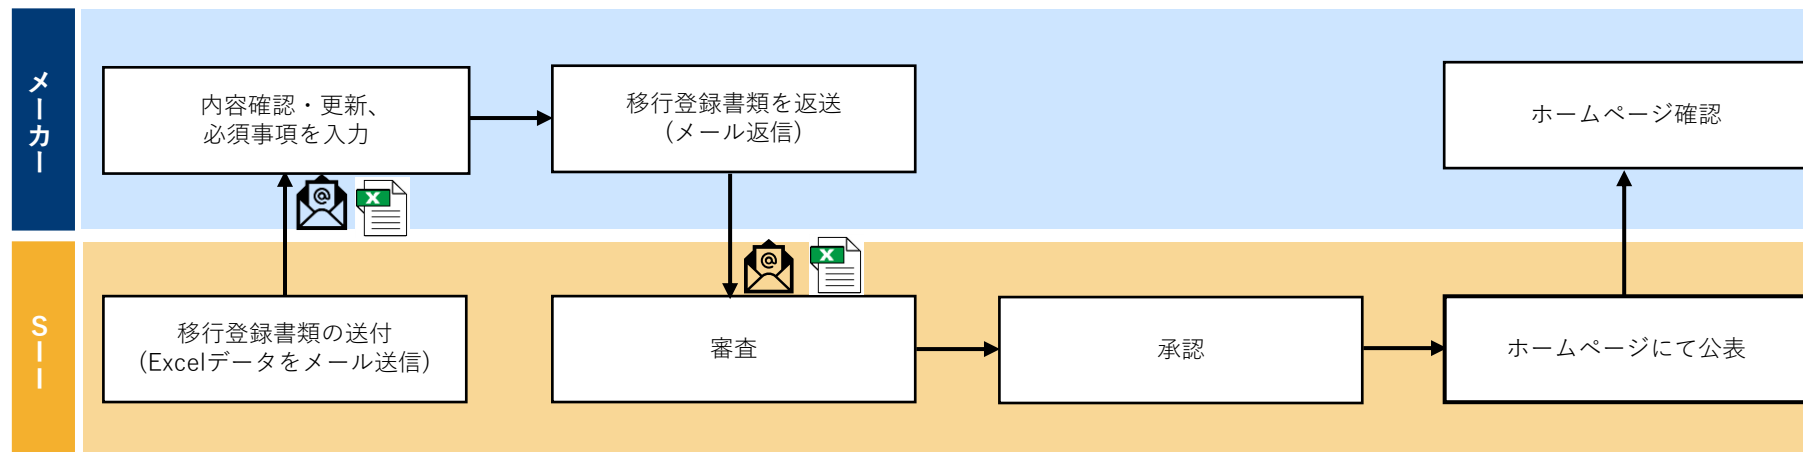 メーカー
内容確認・更新、
必須事項を入力
移行登録書類を返送
(メール返信)
ホームページ確認
@
X
@
X
SII
移行登録書類の送付
(Excelデータをメール送信)
審査
承認
ホームページにて公表